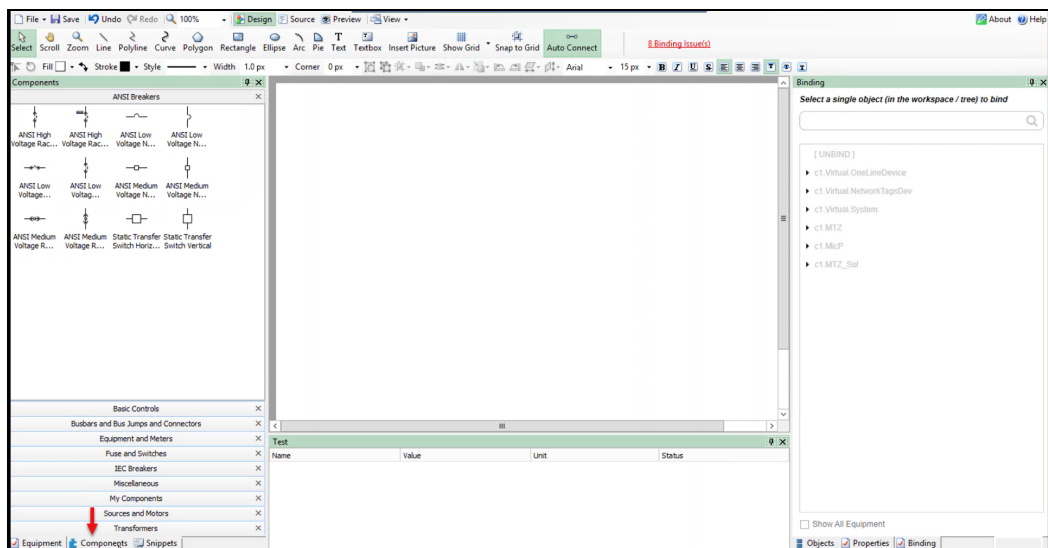 File Save Undo Redo 100% Design Source Preview View About Help
Select Scroll Zoom Line Polyline Curve Polygon Rectangle Ellipse Arc Pie Text Textbox Insert Picture Show Grid Snap to Grid Auto Connect 8 Binding Issue(s)
Fill Stroke Style Width 1.0 px Corner 0 px Arial 15 px B I U S T T I
Components
ANSI Breakers
ANSI High Voltage Rac...
ANSI High Voltage Rac...
ANSI Low Voltage N...
ANSI Low Voltage N...
ANSI Low Voltage...
ANSI Low Voltag...
ANSI Medium Voltage N...
ANSI Medium Voltage N...
ANSI Medium Voltage R...
ANSI Medium Voltage R...
Static Transfer Switch Horiz...
Static Transfer Switch Vertical
Basic Controls
Busbars and Bus Jumps and Connectors
Equipment and Meters
Fuse and Switches
IEC Breakers
Miscellaneous
My Components
Sources and Motors
Transformers
Equipment Components Snippets
Test
Name Value Unit Status
Binding
Select a single object (in the workspace / tree) to bind
[ UNBIND ]
c1.Virtual.OneLineDevice
c1.Virtual.NetworkTagsDev
c1.Virtual.System
c1.MTZ
c1.MicP
c1.MTZ_Sol
Show All Equipment
Objects Properties Binding